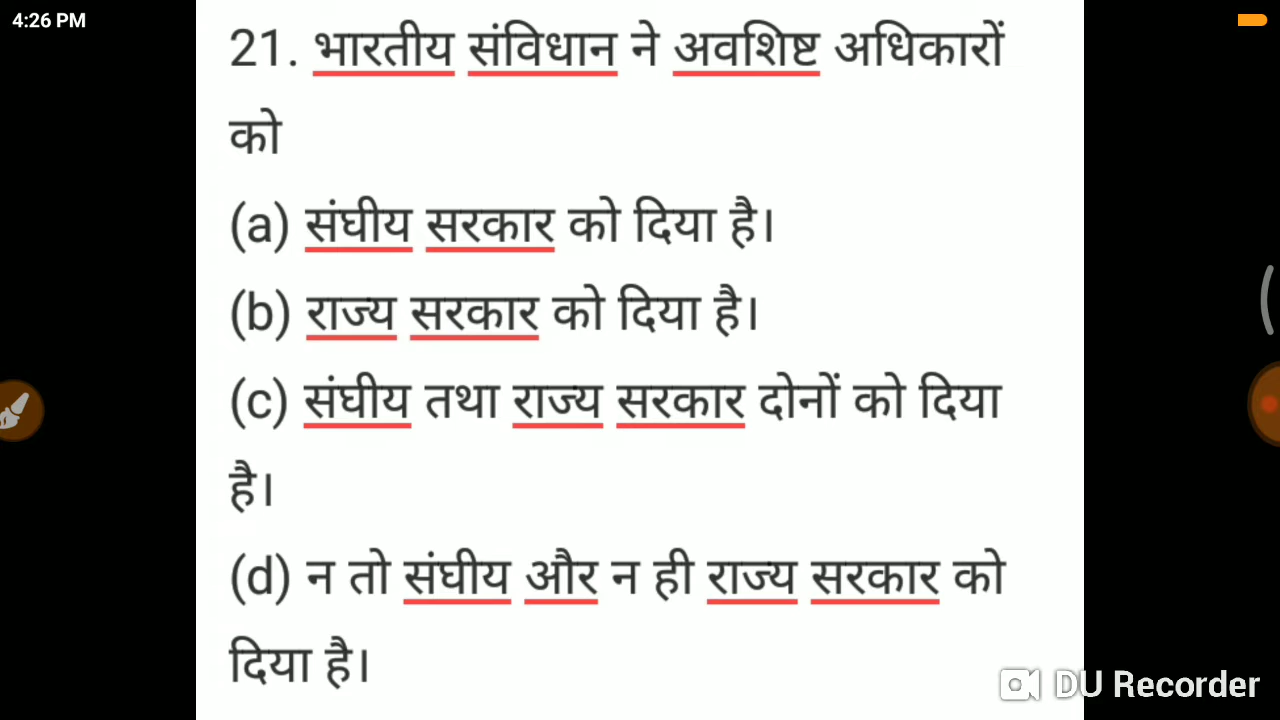 4:26 PM
21. भारतीय संविधान ने अवशिष्ट अधिकारों
को
(a) संघीय सरकार को दिया है।
(b) राज्य सरकार को दिया है।
(c) संघीय तथा राज्य सरकार दोनों को दिया
है।
(d) न तो संघीय और न ही राज्य सरकार को
दिया है।
DU Recorder